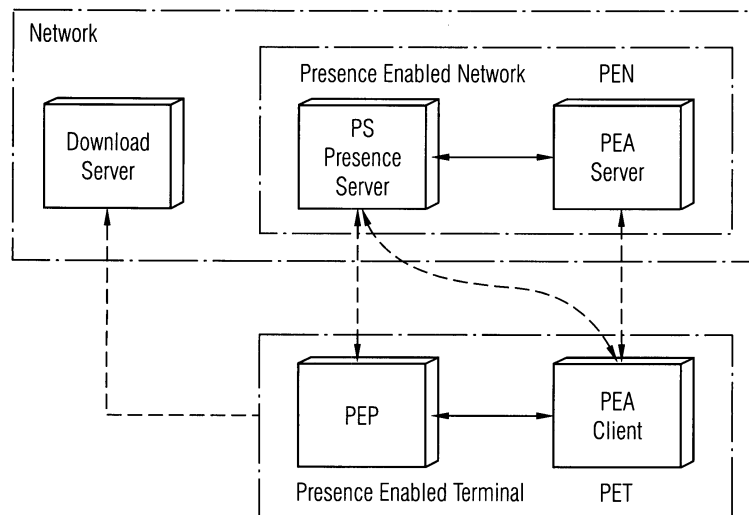 Network
Presence Enabled Network PEN
Download
Server
PS
Presence
Server
PEA
Server
PEP
PEA
Client
Presence Enabled Terminal PET